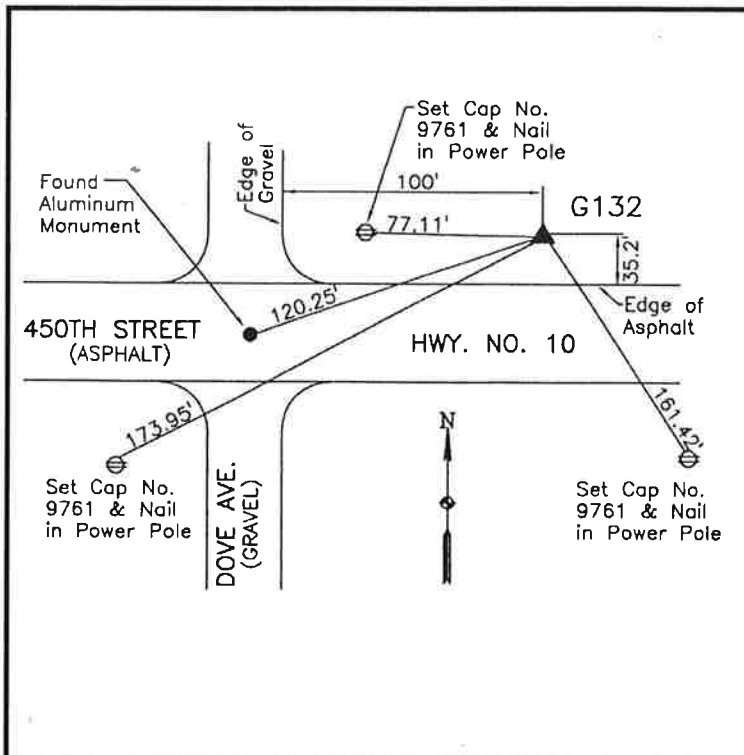 Set Cap No.
9761 & Nail
in Power Pole
Edge of
Gravel
Found
Aluminum
Monument
100'
G132
77.11'
35.2'
120.25'
Edge of
Asphalt
450TH STREET
(ASPHALT)
HWY. NO. 10
173.95'
161.42'
N
Set Cap No.
9761 & Nail
in Power Pole
DOVE AVE.
(GRAVEL)
Set Cap No.
9761 & Nail
in Power Pole